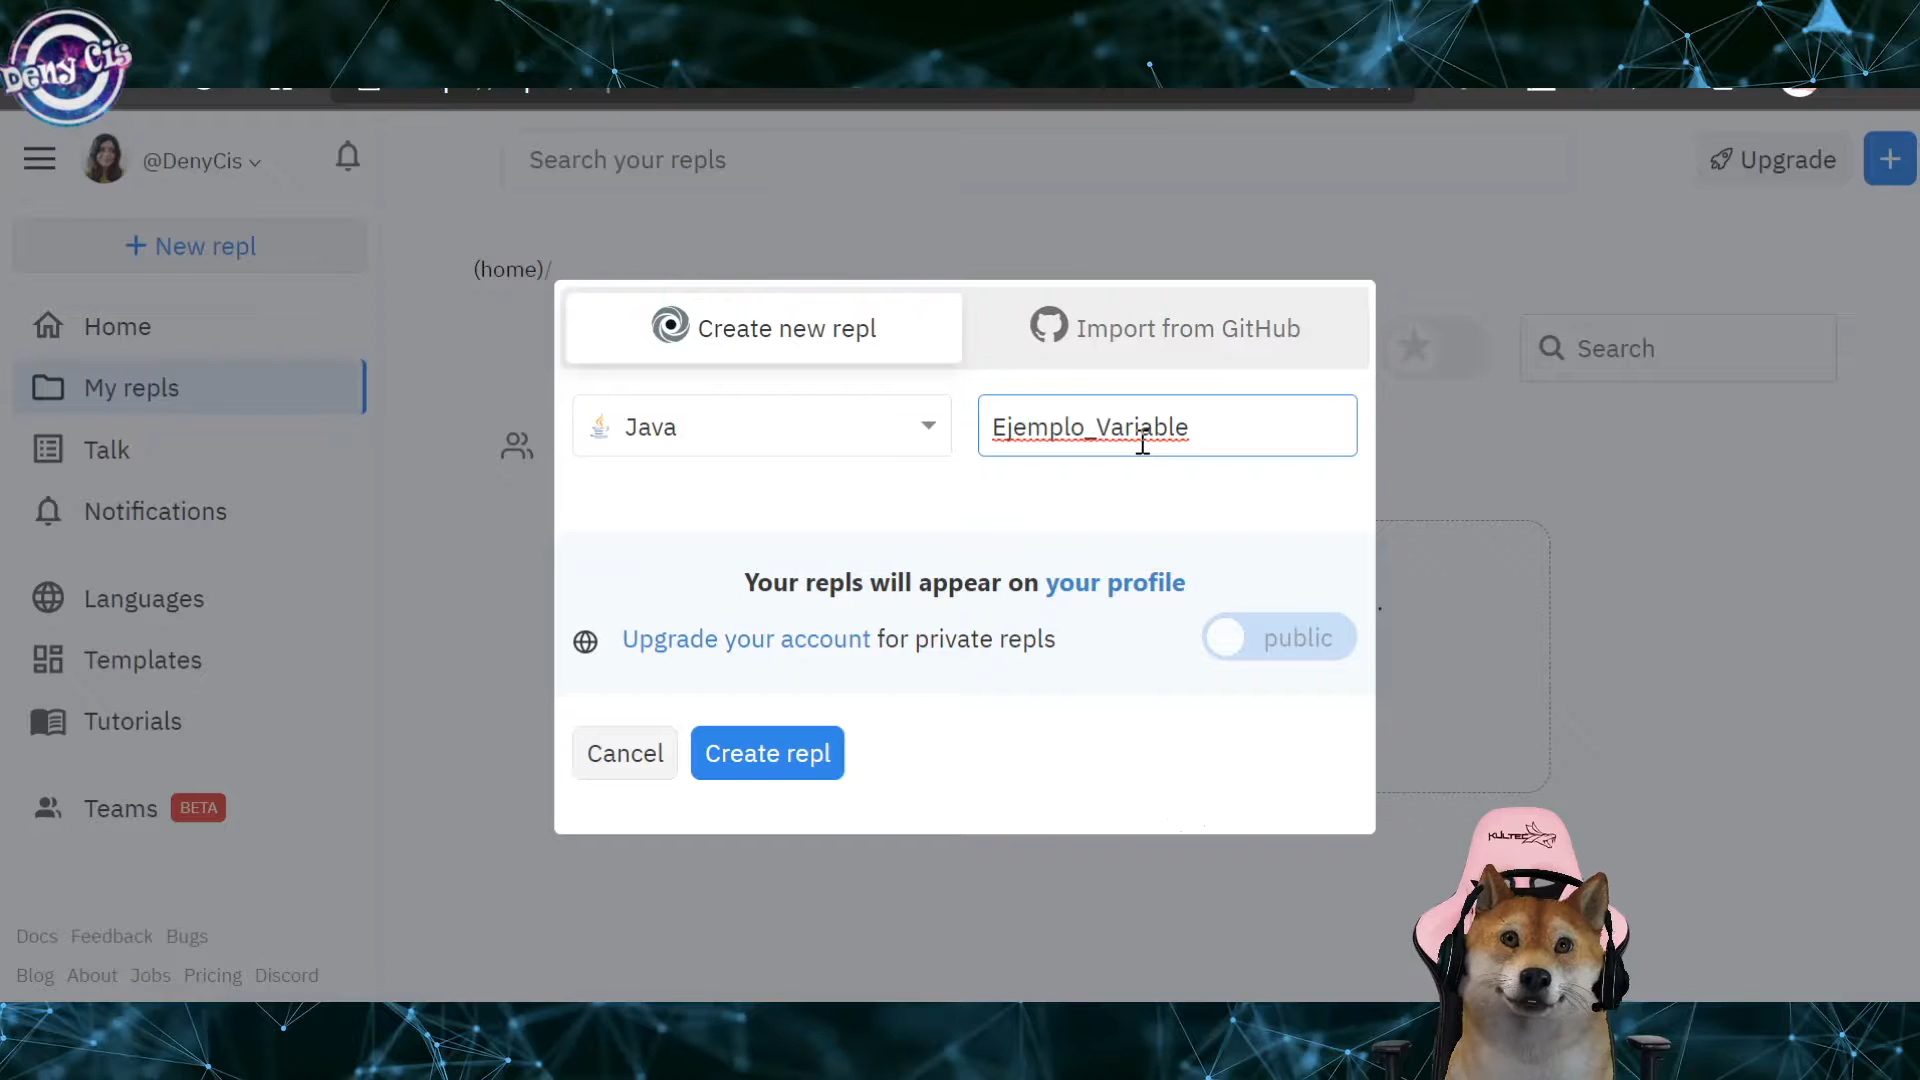 Deny Cis
@DenyCis
Search your repls
Upgrade
+ New repl
(home)/
Home
My repls
Talk
Notifications
Languages
Templates
Tutorials
Teams BETA
Docs Feedback Bugs
Blog About Jobs Pricing Discord
Create new repl
Import from GitHub
Search
Java
Ejemplo_Variable
Your repls will appear on your profile
Upgrade your account for private repls
public
Cancel
Create repl
KULTEC